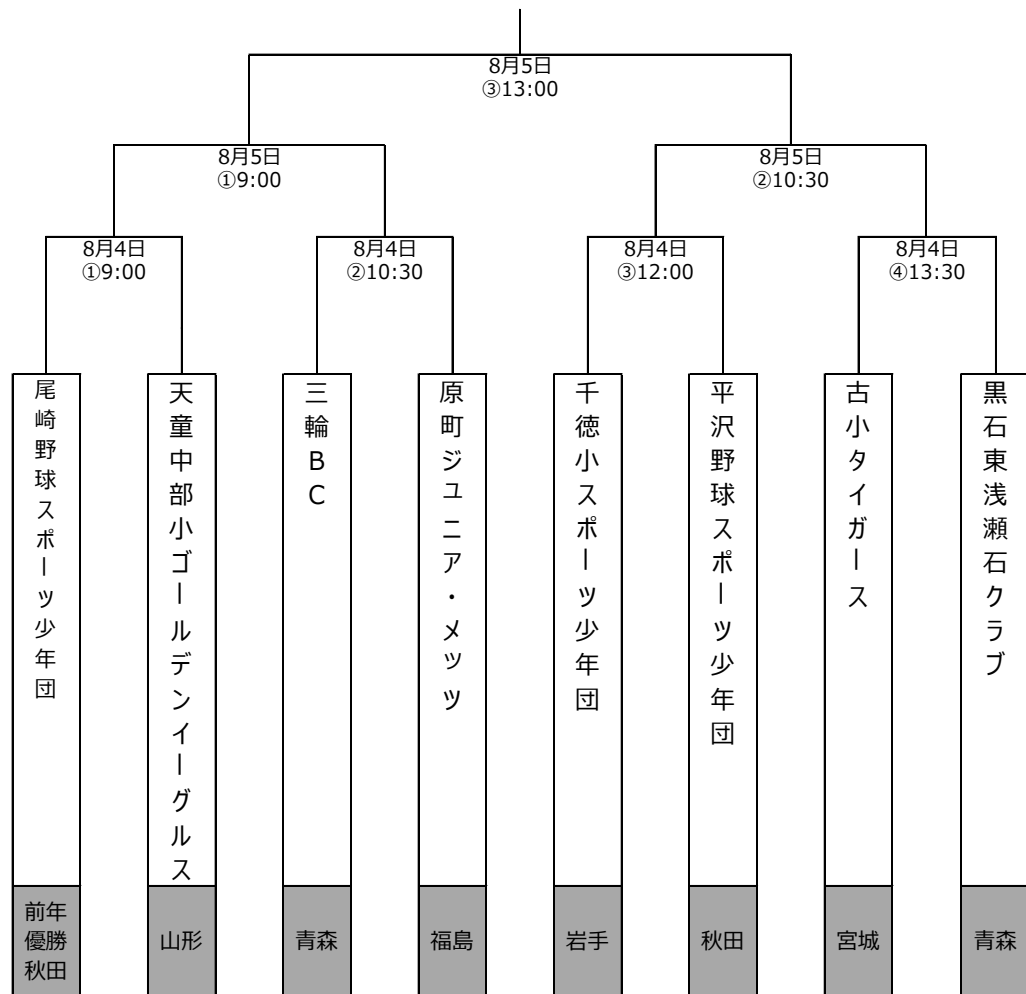 8月5日
③13:00
8月5日
①9:00
8月5日
②10:30
8月4日
①9:00
8月4日
②10:30
8月4日
③12:00
8月4日
④13:30
尾崎野球スポーツ少年団
天童中部小ゴールデンイーグルス
三輪BC
原町ジユニア・メッツ
千徳小スポーツ少年団
平沢野球スポーツ少年団
古小タイガース
黒石東浅瀬石クラブ
前年
優勝
秋田
山形
青森
福島
岩手
秋田
宮城
青森